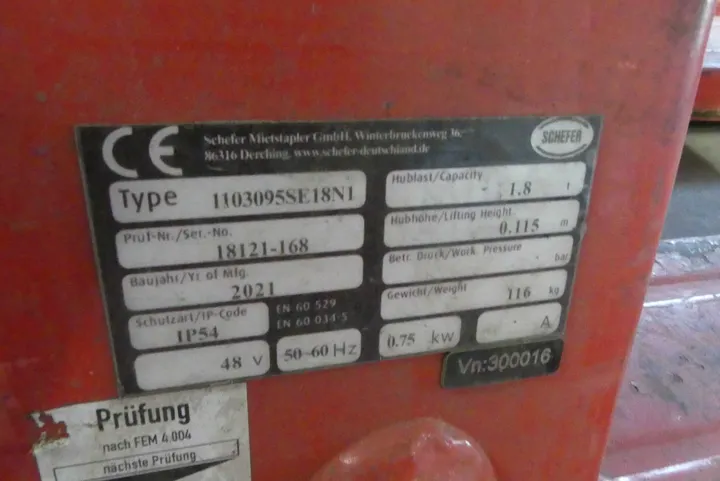 CE
Schefer Mietstapler GmbH, Winterbruckenweg 36,
86316 Derching, www.schefer-deutschland.de
SCHEFER
Type 1103095SE18N1
Prüf-Nr./Ser.-No.
18121-168
Baujahr/Yr of Mfg.
2021
Schutzart/IP-Code
IP54
EN 60 529
EN 60 034-5
48 V
50-60 Hz
Hublast/Capacity
1.8 t
Hubhöhe/Lifting Height
0.115 m
Betr. Druck/Work. Pressure
bar
Gewicht/Weight
116 kg
0.75 kw
A
Vn:300016
Prüfung
nach FEM 4.004
nächste Prüfung